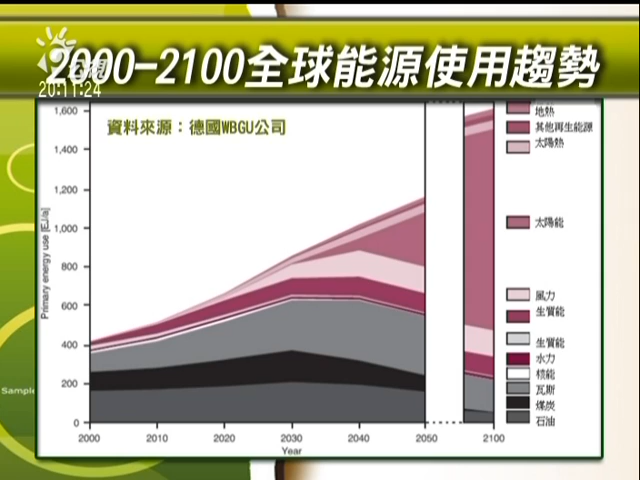 2000-2100全球能源使用趨勢
公視
20:11:24
資料來源：德國WBGU公司
Primary energy use [EJ/a]
1,600
1,400
1,200
1,000
800
600
400
200
0
2000
2010
2020
2030
2040
2050
2100
Year
地熱
其他再生能源
太陽熱
太陽能
風力
生質能
生質能
水力
核能
瓦斯
煤炭
石油
Sample